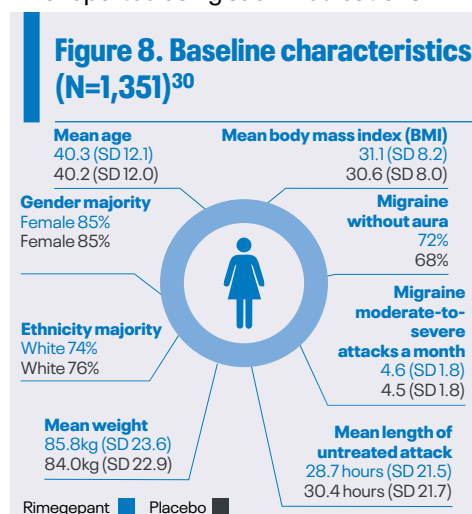 Figure 8. Baseline characteristics
(N=1,351)30
Mean age
40.3 (SD 12.1)
40.2 (SD 12.0)
Mean body mass index (BMI)
31.1 (SD 8.2)
30.6 (SD 8.0)
Gender majority
Female 85%
Female 85%
Migraine
without aura
72%
68%
Ethnicity majority
White 74%
White 76%
Migraine
moderate-to-
severe
attacks a month
4.6 (SD 1.8)
4.5 (SD 1.8)
Mean weight
85.8kg (SD 23.6)
84.0kg (SD 22.9)
Mean length of
untreated attack
28.7 hours (SD 21.5)
30.4 hours (SD 21.7)
Rimegepant Placebo